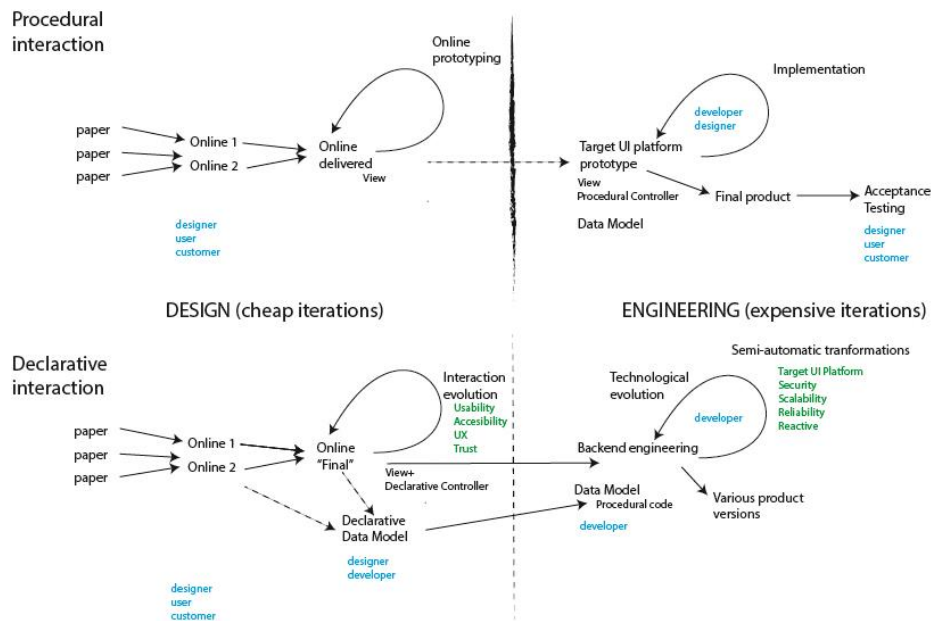 Procedural
interaction
Online
prototyping
paper
paper
paper
Online 1
Online 2
Online
delivered
View
designer
user
customer
Implementation
developer
designer
Target UI platform
prototype
View
Procedural Controller
Data Model
Final product
Acceptance
Testing
designer
user
customer
DESIGN (cheap iterations)
ENGINEERING (expensive iterations)
Declarative
interaction
Interaction
evolution
Usability
Accesibility
UX
Trust
paper
paper
paper
Online 1
Online 2
Online
"Final"
View+
Declarative Controller
Declarative
Data Model
designer
developer
designer
user
customer
Semi-automatic tranformations
Target UI Platform
Security
Scalability
Reliability
Reactive
Technological
evolution
developer
Backend engineering
Data Model
Procedural code
developer
Various product
versions